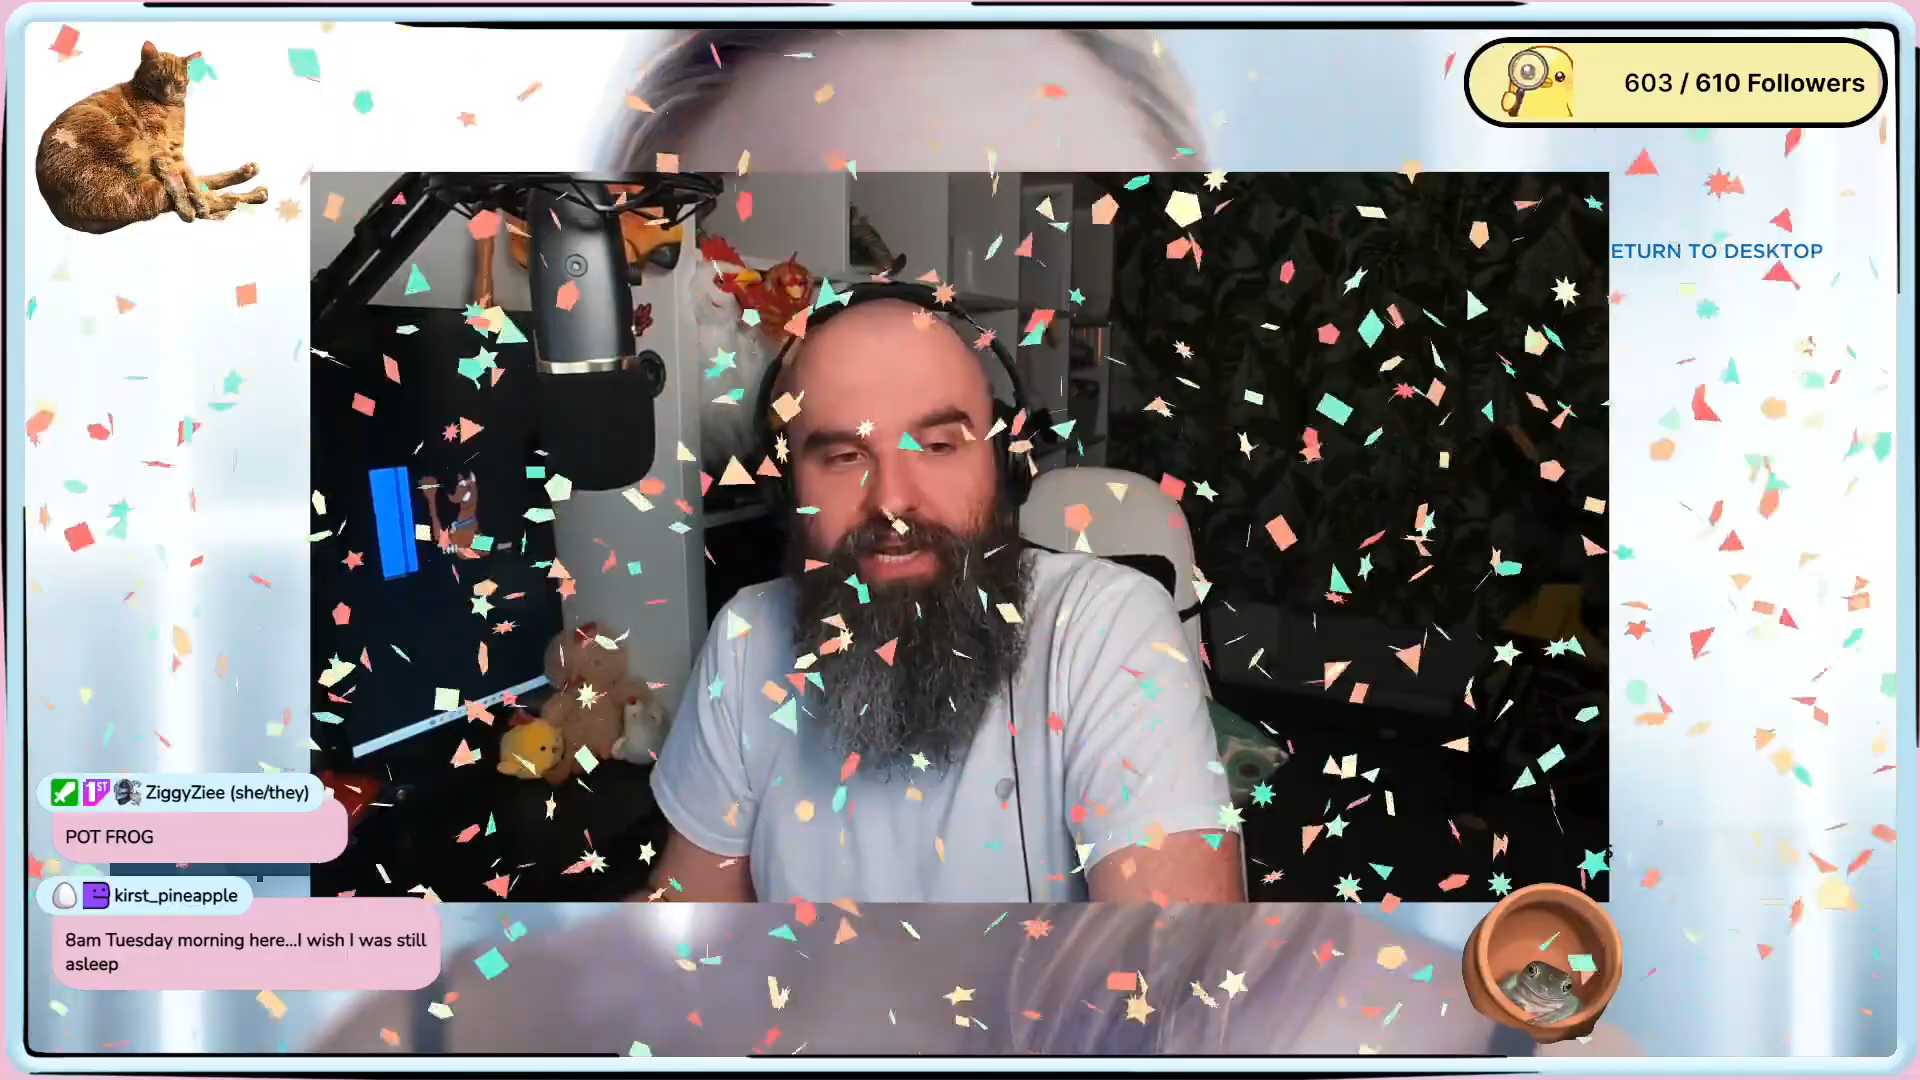 603 / 610 Followers
ETURN TO DESKTOP
1ST ZiggyZiee (she/they)
POT FROG
kirst_pineapple
8am Tuesday morning here...I wish I was still
asleep